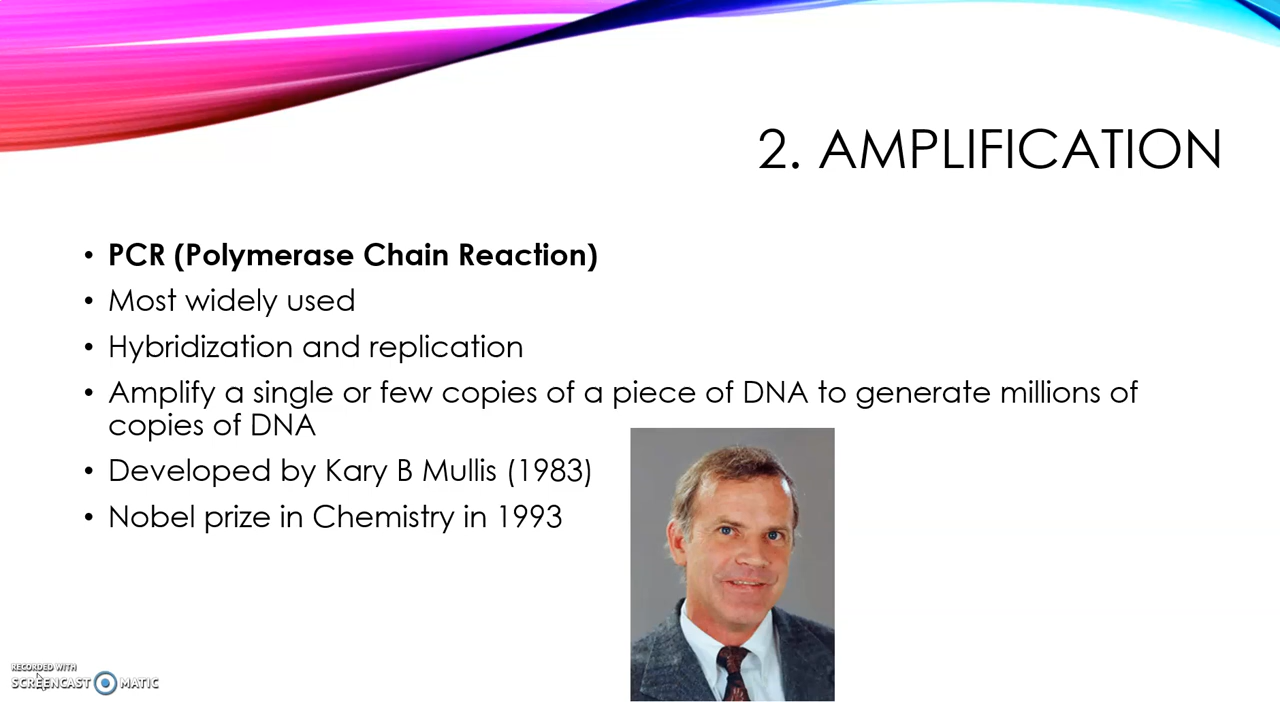 2. AMPLIFICATION
• PCR (Polymerase Chain Reaction)
• Most widely used
• Hybridization and replication
• Amplify a single or few copies of a piece of DNA to generate millions of
copies of DNA
• Developed by Kary B Mullis (1983)
• Nobel prize in Chemistry in 1993
RECORDED WITH
SCREENCAST MATIC